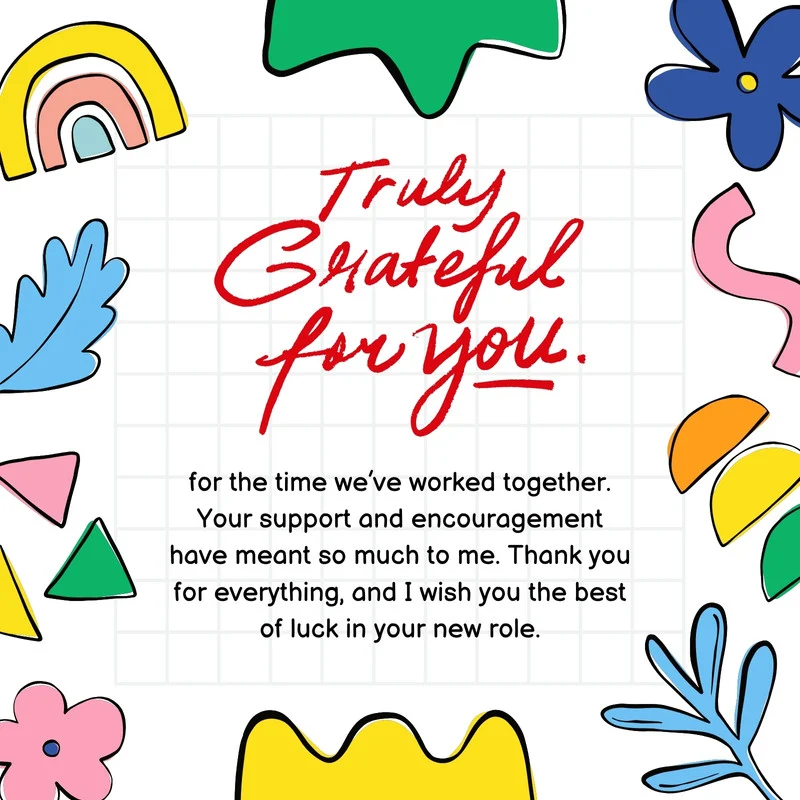 Truly
Grateful
for you.
for the time we've worked together.
Your support and encouragement
have meant so much to me. Thank you
for everything, and I wish you the best
of luck in your new role.